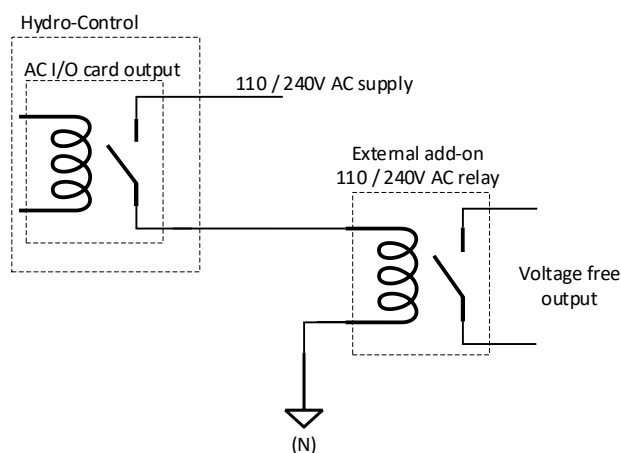 Hydro-Control
AC I/O card output
110 / 240V AC supply
External add-on
110 / 240V AC relay
Voltage free
output
(N)